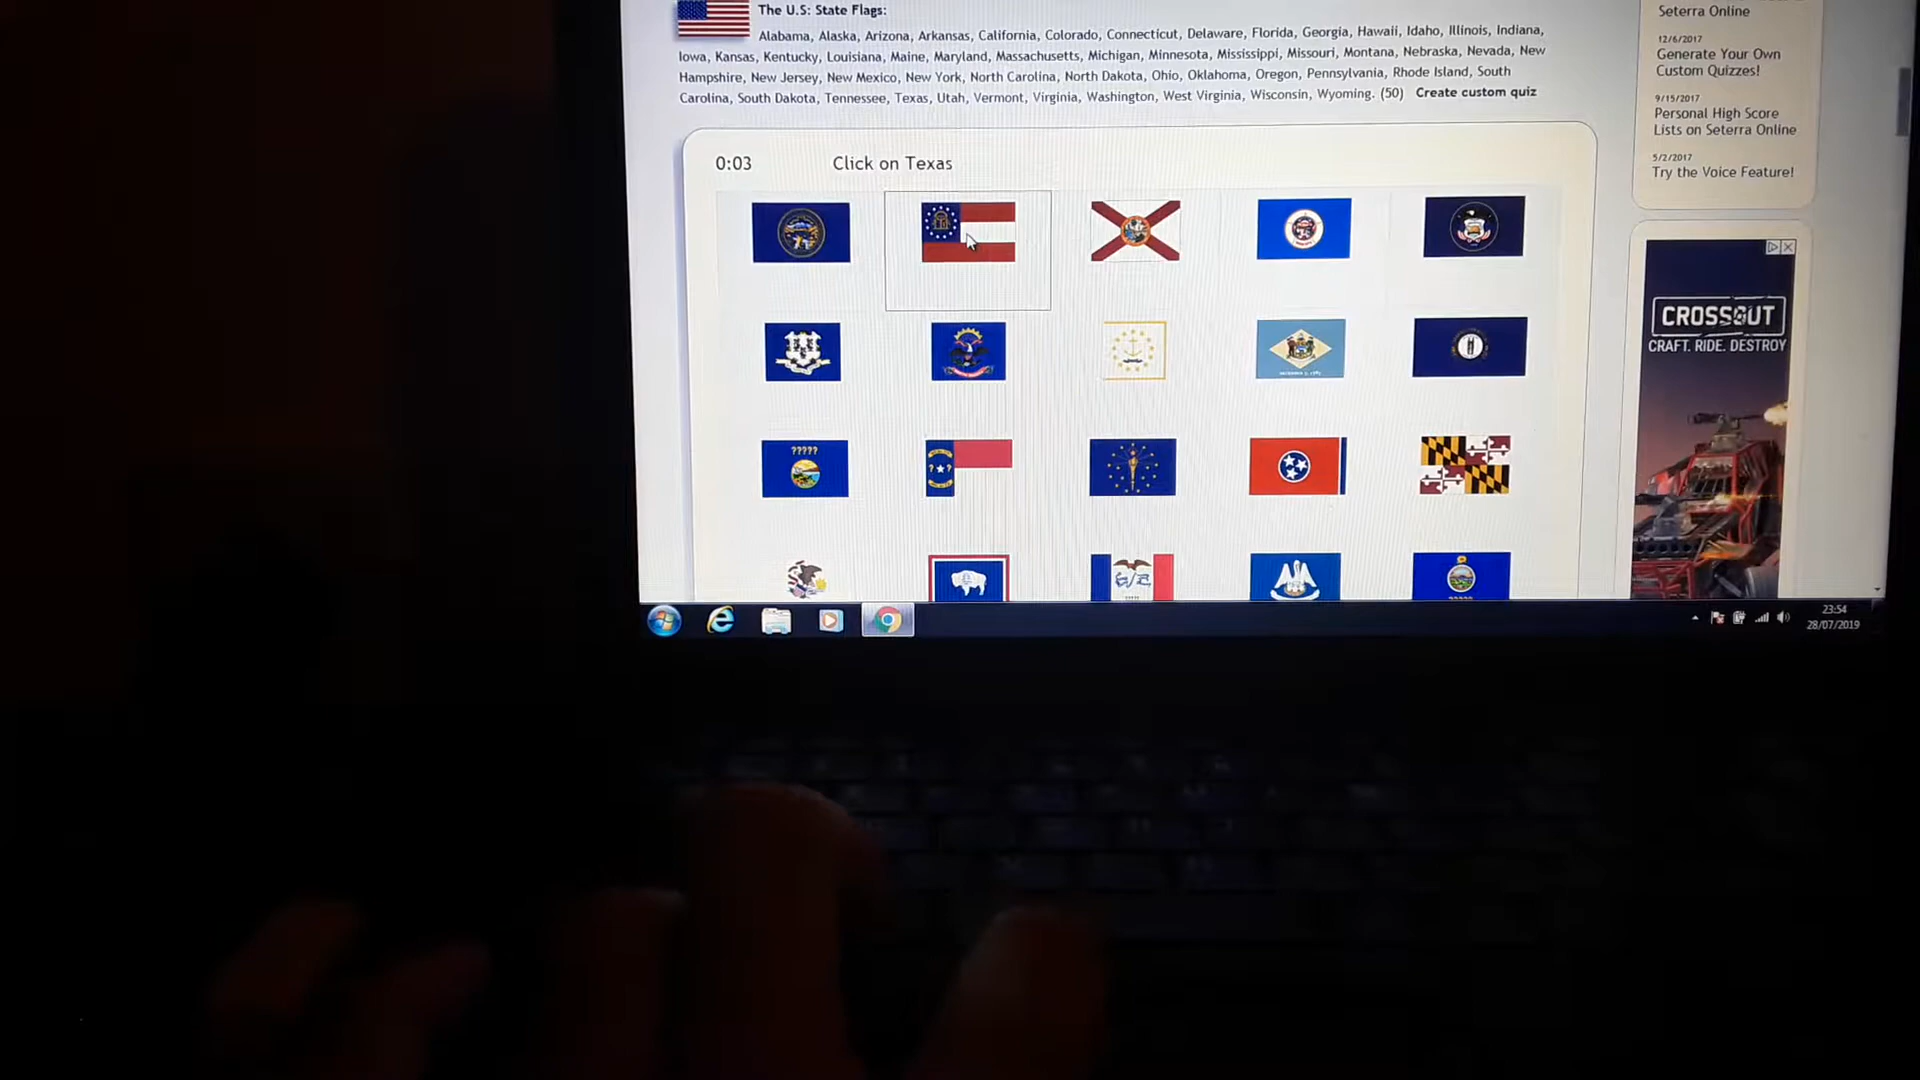 The U.S: State Flags:
Alabama, Alaska, Arizona, Arkansas, California, Colorado, Connecticut, Delaware, Florida, Georgia, Hawaii, Idaho, Illinois, Indiana,
Iowa, Kansas, Kentucky, Louisiana, Maine, Maryland, Massachusetts, Michigan, Minnesota, Mississippi, Missouri, Montana, Nebraska, Nevada, New
Hampshire, New Jersey, New Mexico, New York, North Carolina, North Dakota, Ohio, Oklahoma, Oregon, Pennsylvania, Rhode Island, South
Carolina, South Dakota, Tennessee, Texas, Utah, Vermont, Virginia, Washington, West Virginia, Wisconsin, Wyoming. (50) Create custom quiz
0:03 Click on Texas
?????
? ?
Seterra Online
12/6/2017
Generate Your Own
Custom Quizzes!
9/15/2017
Personal High Score
Lists on Seterra Online
5/2/2017
Try the Voice Feature!
CROSSOUT
CRAFT. RIDE. DESTROY
23:54
28/07/2019